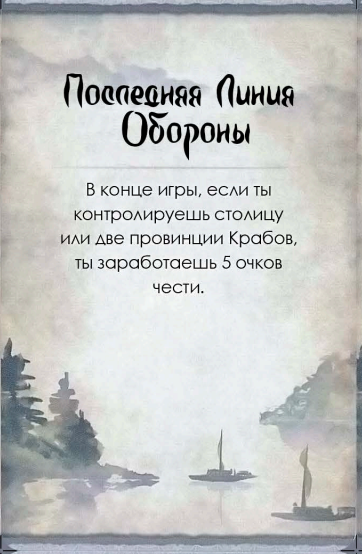 Последняя Линия
Обороны
В конце игры, если ты
контролируешь столицу
или две провинции Крабов,
ты заработаешь 5 очков
чести.